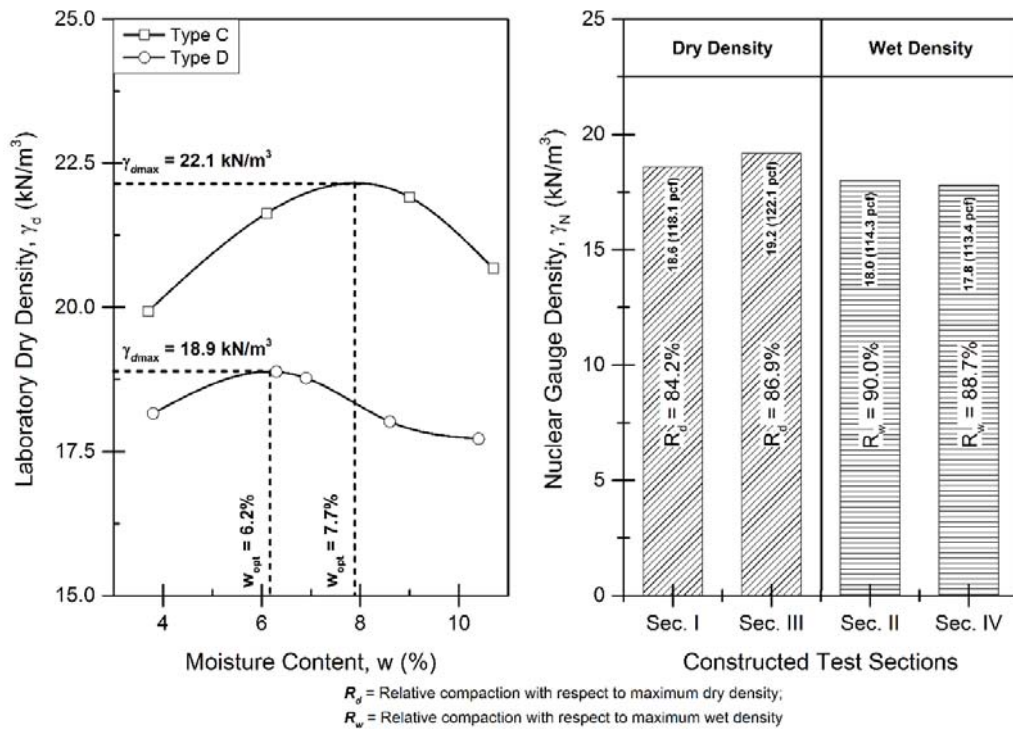 Type C
Type D
25.0
22.5
20.0
17.5
15.0
Laboratory Dry Density, γd (kN/m³)
γdmax = 22.1 kN/m³
γdmax = 18.9 kN/m³
wopt = 6.2%
wopt = 7.7%
4 6 8 10
Moisture Content, w (%)
Dry Density Wet Density
25
20
15
10
5
0
Nuclear Gauge Density, γN (kN/m³)
18.6 (118.1 pcf)
Rd = 84.2%
19.2 (122.1 pcf)
Rd = 86.9%
18.0 (114.3 pcf)
Rw = 90.0%
17.8 (113.4 pcf)
Rw = 88.7%
Sec. I Sec. III Sec. II Sec. IV
Constructed Test Sections
Rd = Relative compaction with respect to maximum dry density;
Rw = Relative compaction with respect to maximum wet density